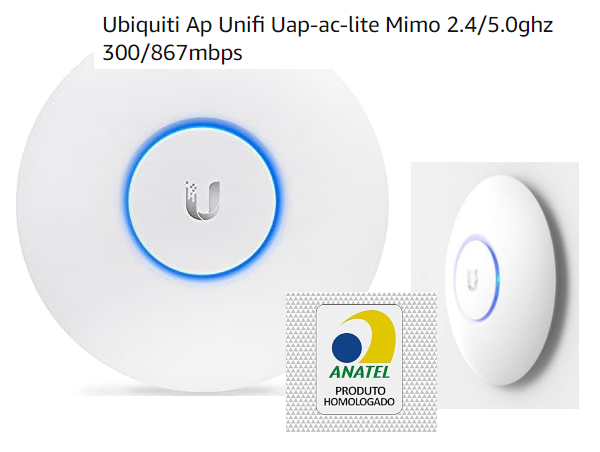 Ubiquiti Ap Unifi Uap-ac-lite Mimo 2.4/5.0ghz
300/867mbps
ANATEL
PRODUTO
HOMOLOGADO